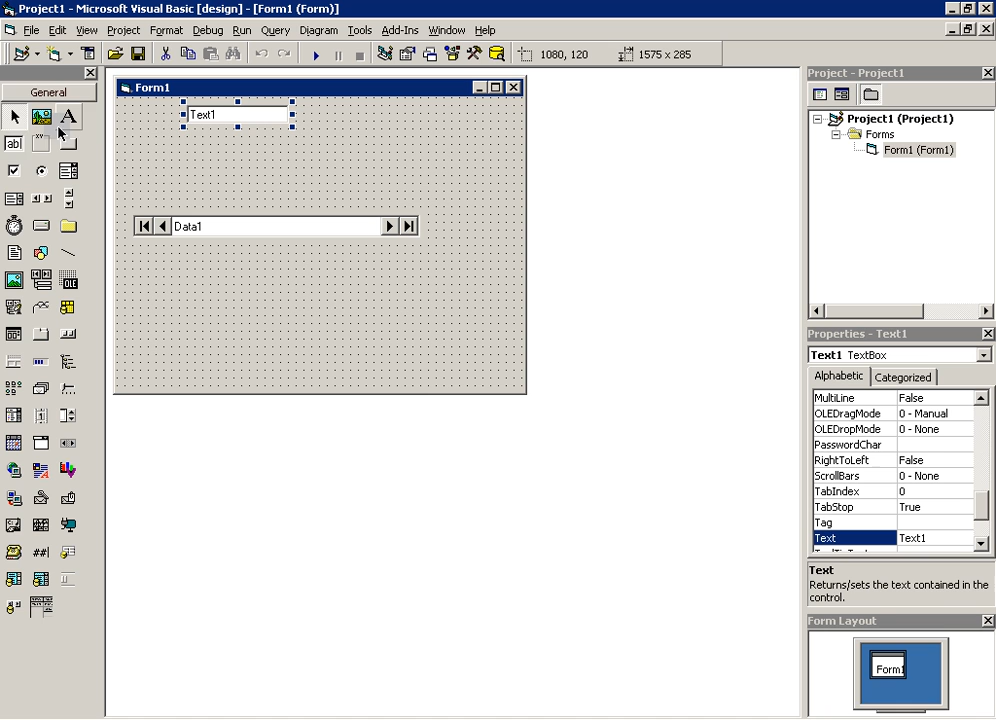 Project1 - Microsoft Visual Basic [design] - [Form1 (Form)]
File Edit View Project Format Debug Run Query Diagram Tools Add-Ins Window Help
1080, 120 1575 x 285
General
A
ab|
OLE
##|
Form1
Text1
Data1
Project - Project1
Project1 (Project1)
Forms
Form1 (Form1)
Properties - Text1
Text1 TextBox
Alphabetic Categorized
MultiLine False
OLEDragMode 0 - Manual
OLEDropMode 0 - None
PasswordChar
RightToLeft False
ScrollBars 0 - None
TabIndex 0
TabStop True
Tag
Text Text1
Text
Returns/sets the text contained in the
control.
Form Layout
Form1